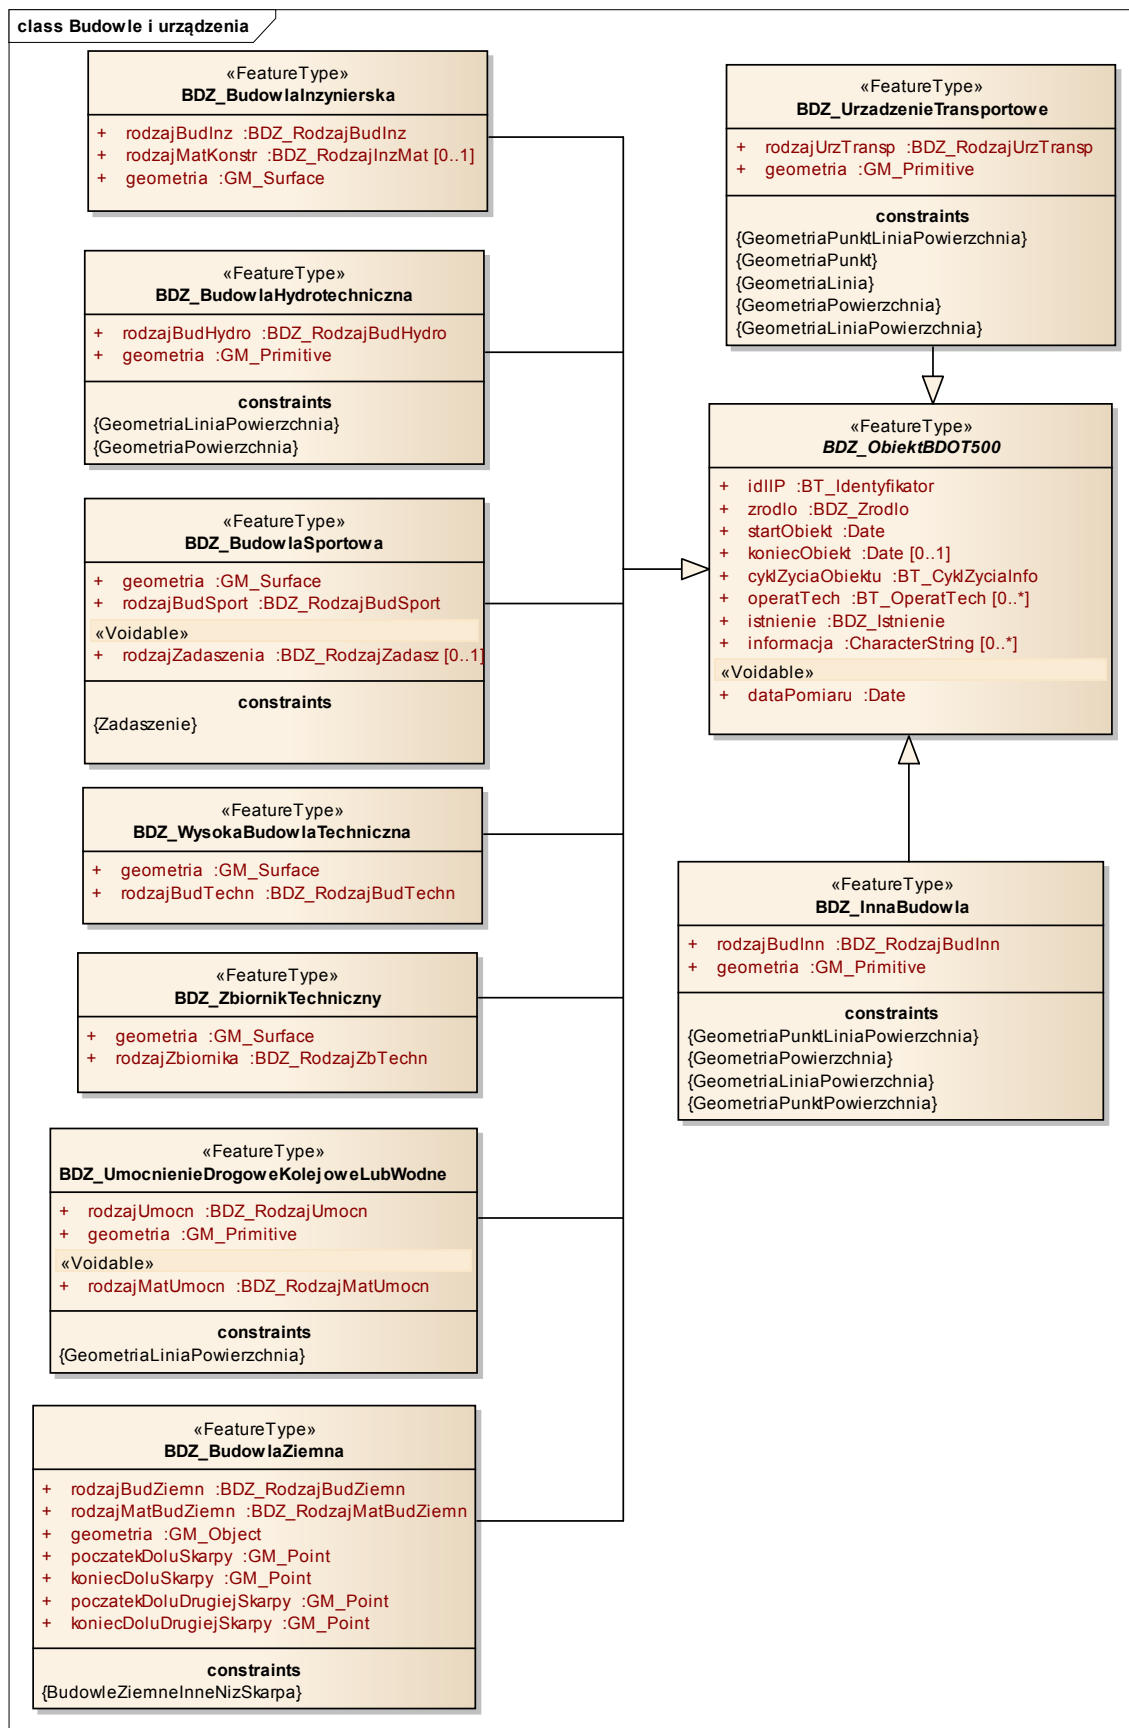 class Budowle i urządzenia
«FeatureType»
BDZ_BudowlaInzynierska
+ rodzajBudInz :BDZ_RodzajBudInz
+ rodzajMatKonstr :BDZ_RodzajInzMat [0..1]
+ geometria :GM_Surface
«FeatureType»
BDZ_BudowlaHydrotechniczna
+ rodzajBudHydro :BDZ_RodzajBudHydro
+ geometria :GM_Primitive
constraints
{GeometriaLiniaPowierzchnia}
{GeometriaPowierzchnia}
«FeatureType»
BDZ_BudowlaSportowa
+ geometria :GM_Surface
+ rodzajBudSport :BDZ_RodzajBudSport
«Voidable»
+ rodzajZadaszenia :BDZ_RodzajZadasz [0..1]
constraints
{Zadaszenie}
«FeatureType»
BDZ_WysokaBudowlaTechniczna
+ geometria :GM_Surface
+ rodzajBudTechn :BDZ_RodzajBudTechn
«FeatureType»
BDZ_ZbiornikTechniczny
+ geometria :GM_Surface
+ rodzajZbiornika :BDZ_RodzajZbTechn
«FeatureType»
BDZ_UmocnienieDrogoweKolejoweLubWodne
+ rodzajUmocn :BDZ_RodzajUmocn
+ geometria :GM_Primitive
«Voidable»
+ rodzajMatUmocn :BDZ_RodzajMatUmocn
constraints
{GeometriaLiniaPowierzchnia}
«FeatureType»
BDZ_BudowlaZiemna
+ rodzajBudZiemn :BDZ_RodzajBudZiemn
+ rodzajMatBudZiemn :BDZ_RodzajMatBudZiemn
+ geometria :GM_Object
+ poczatekDoluSkarpy :GM_Point
+ koniecDoluSkarpy :GM_Point
+ poczatekDoluDrugiejSkarpy :GM_Point
+ koniecDoluDrugiejSkarpy :GM_Point
constraints
{BudowleZiemneInneNizSkarpa}
«FeatureType»
BDZ_UrzadzenieTransportowe
+ rodzajUrzTransp :BDZ_RodzajUrzTransp
+ geometria :GM_Primitive
constraints
{GeometriaPunktLiniaPowierzchnia}
{GeometriaPunkt}
{GeometriaLinia}
{GeometriaPowierzchnia}
{GeometriaLiniaPowierzchnia}
«FeatureType»
BDZ_ObiektBDOT500
+ idIIP :BT_Identyfikator
+ zrodlo :BDZ_Zrodlo
+ startObiekt :Date
+ koniecObiekt :Date [0..1]
+ cyklZyciaObiektu :BT_CyklZyciaInfo
+ operatTech :BT_OperatTech [0..*]
+ istnienie :BDZ_Istnienie
+ informacja :CharacterString [0..*]
«Voidable»
+ dataPomiaru :Date
«FeatureType»
BDZ_InnaBudowla
+ rodzajBudInn :BDZ_RodzajBudInn
+ geometria :GM_Primitive
constraints
{GeometriaPunktLiniaPowierzchnia}
{GeometriaPowierzchnia}
{GeometriaLiniaPowierzchnia}
{GeometriaPunktPowierzchnia}